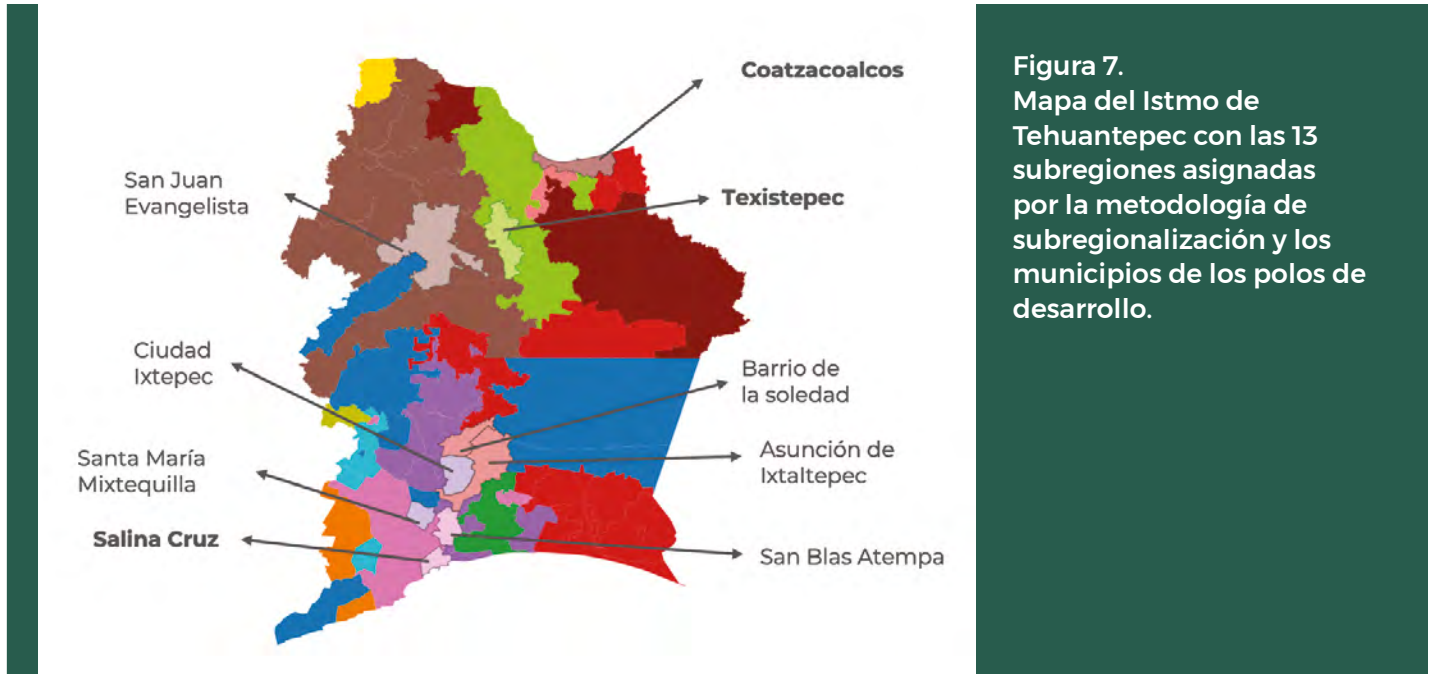 Coatzacoalcos
San Juan
Evangelista
Texistepec
Ciudad
Ixtepec
Barrio de
la soledad
Santa María
Mixtequilla
Asunción de
Ixtaltepec
Salina Cruz
San Blas Atempa
Figura 7.
Mapa del Istmo de
Tehuantepec con las 13
subregiones asignadas
por la metodología de
subregionalización y los
municipios de los polos de
desarrollo.